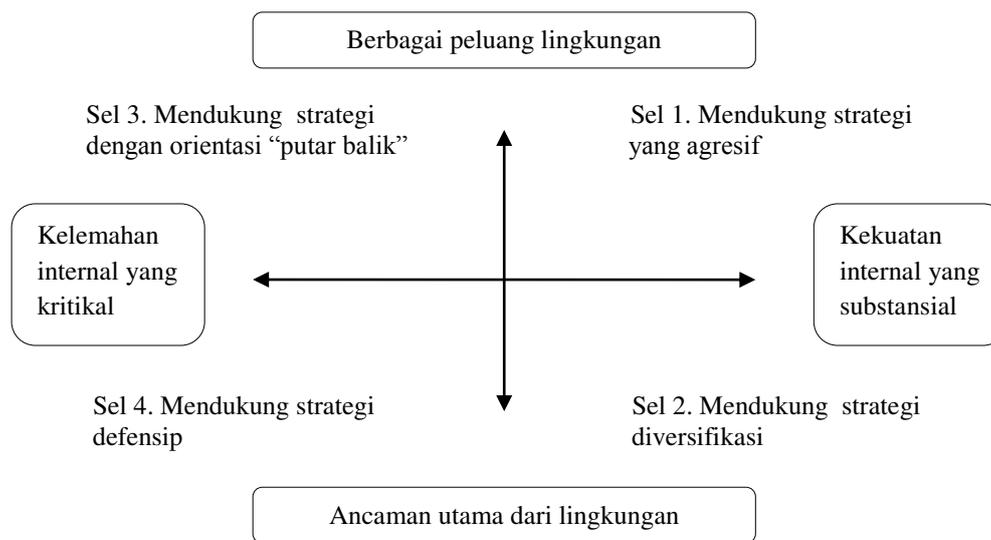 Berbagai peluang lingkungan
Sel 3. Mendukung strategi
dengan orientasi “putar balik”
Sel 1. Mendukung strategi
yang agresif
Kelemahan
internal yang
kritikal
Kekuatan
internal yang
substansial
Sel 4. Mendukung strategi
defensip
Sel 2. Mendukung strategi
diversifikasi
Ancaman utama dari lingkungan